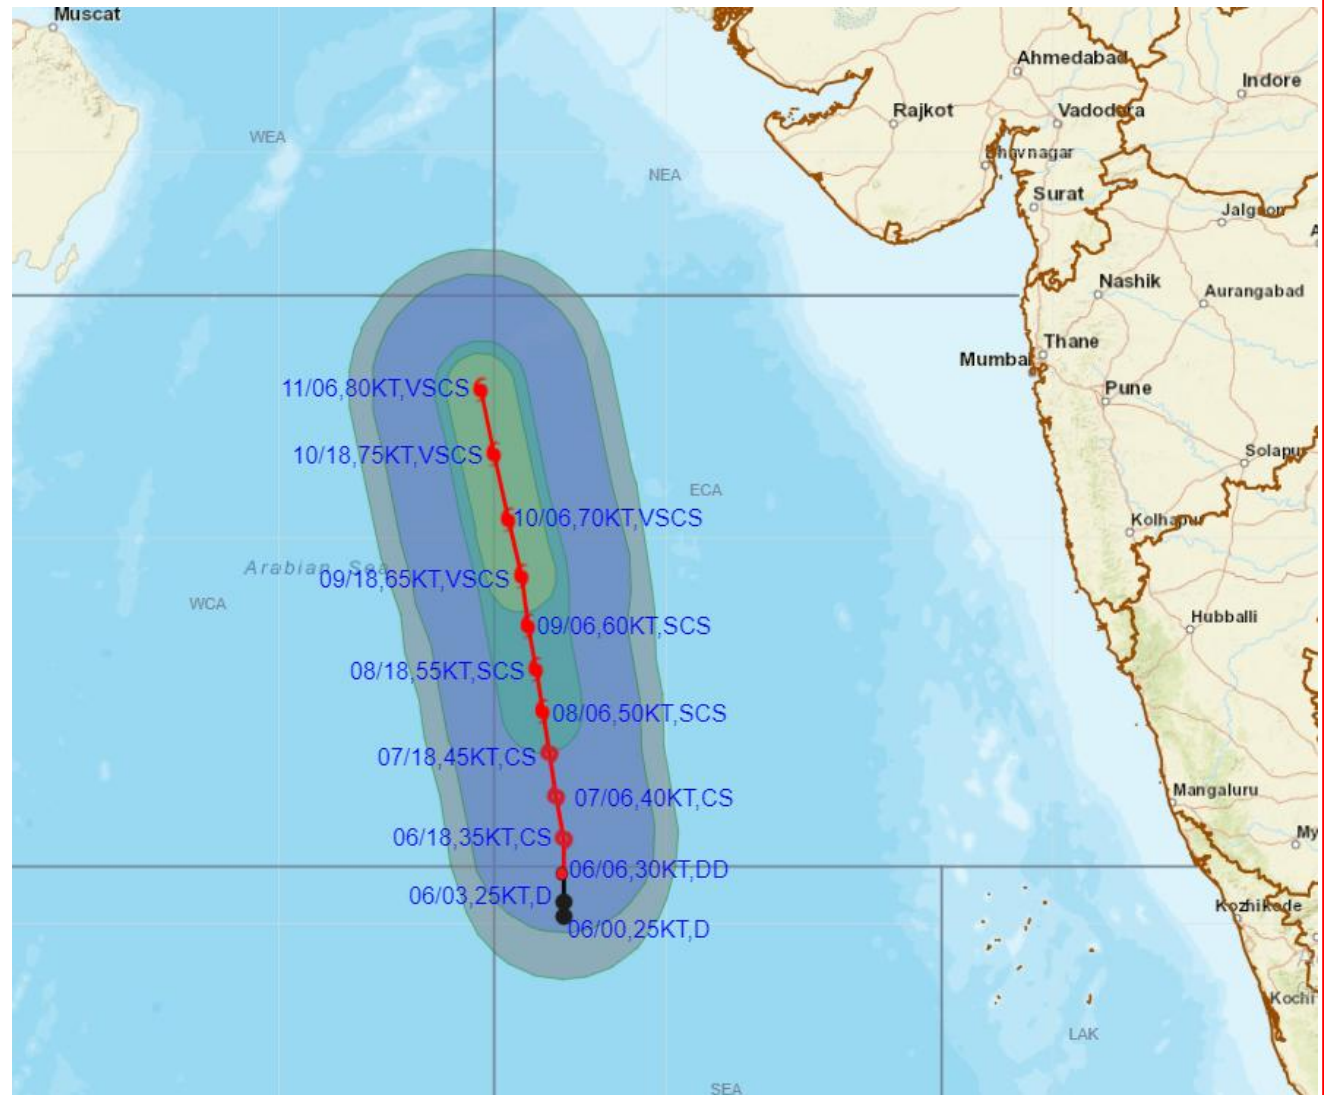 Muscat
Ahmedabad
Indore
Rajkot
Vadodara
WEA
Bhavnagar
NEA
Surat
Jalgaon
A
Nashik
Aurangabad
Thane
Mumbai
11/06,80KT,VSCS
Pune
10/18,75KT,VSCS
Solapur
ECA
10/06,70KT,VSCS
Kolhapur
Arabian Sea
09/18,65KT,VSCS
WCA
Hubballi
09/06,60KT,SCS
08/18,55KT,SCS
08/06,50KT,SCS
07/18,45KT,CS
Mangaluru
07/06,40KT,CS
06/18,35KT,CS
My
06/06,30KT,DD
06/03,25KT,D
Kozhikode
06/00,25KT,D
Kochi
LAK
SEA